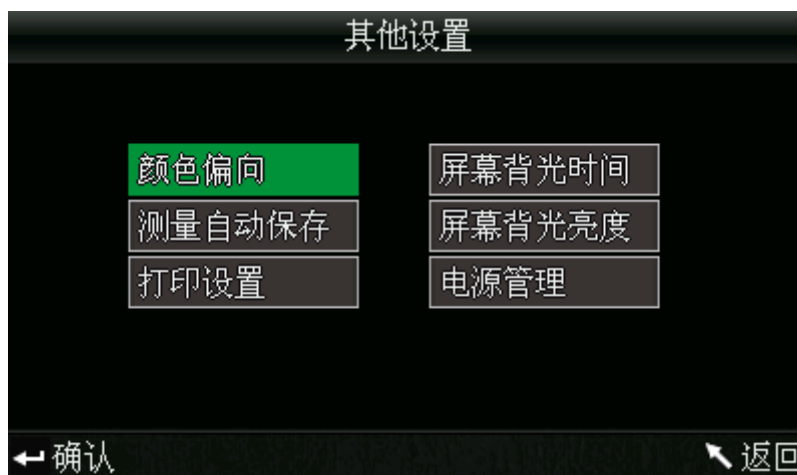 其他设置
颜色偏向
屏幕背光时间
测量自动保存
屏幕背光亮度
打印设置
电源管理
确认
返回